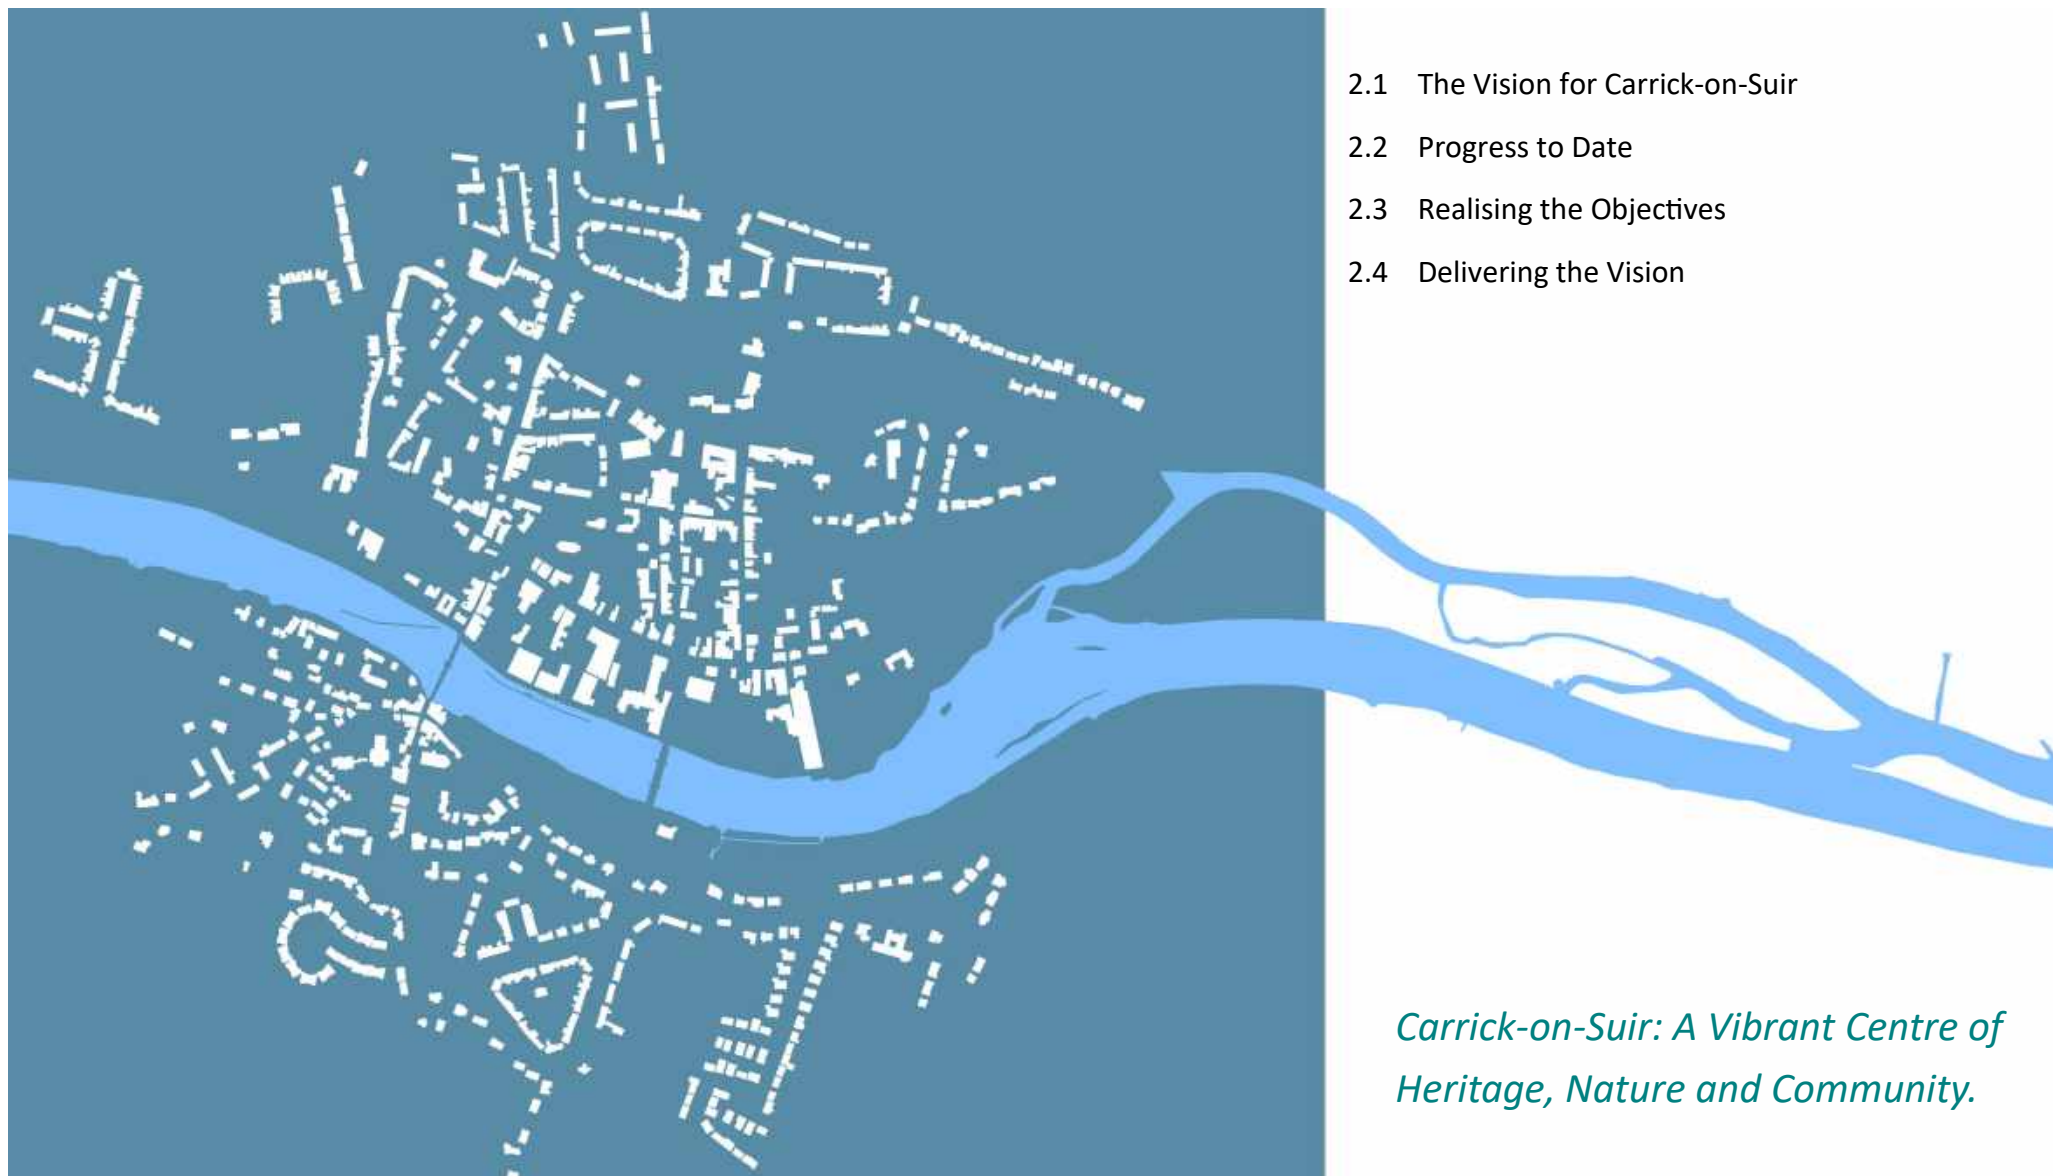 2.1 The Vision for Carrick-on-Suir
2.2 Progress to Date
2.3 Realising the Objectives
2.4 Delivering the Vision
Carrick-on-Suir: A Vibrant Centre of
Heritage, Nature and Community.